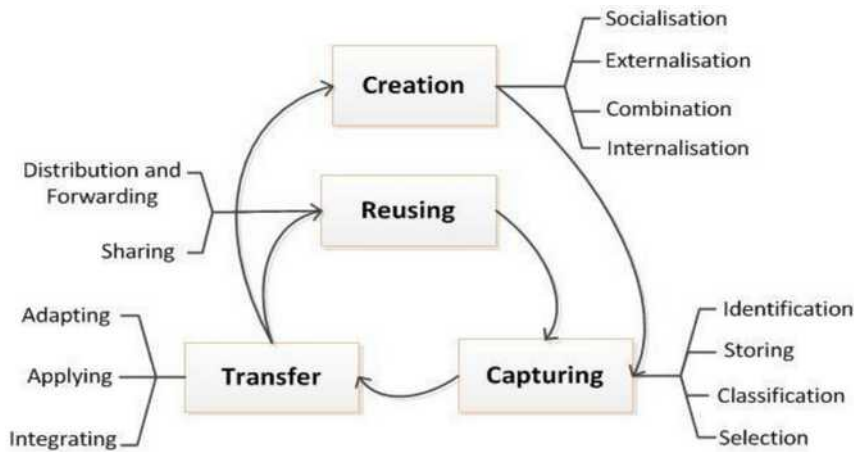 Socialisation
Externalisation
Combination
Internalisation
Creation
Distribution and
Forwarding
Sharing
Reusing
Adapting
Applying
Integrating
Transfer
Capturing
Identification
Storing
Classification
Selection